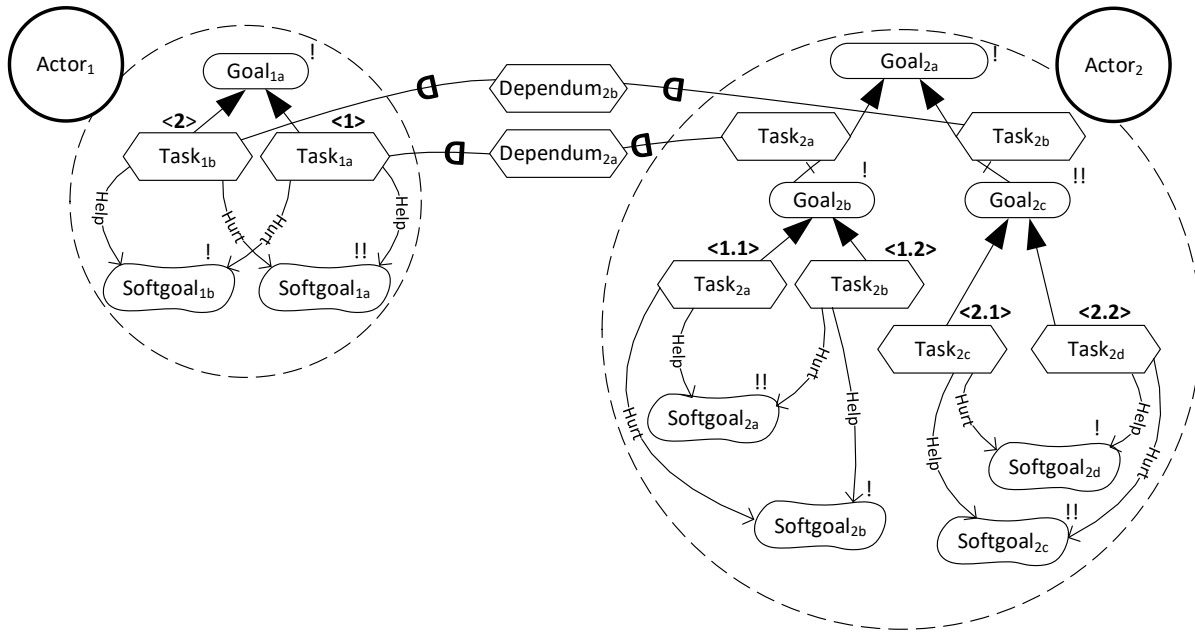 Actor1
Goal1a
!
<2>
<1>
Task1b
Task1a
Help
Hurt
Hurt
Help
!
!!
Softgoal1b
Softgoal1a
D
D
Dependum2b
Dependum2a
D
D
Actor2
Goal2a
!
Task2a
Task2b
!
!!
Goal2b
Goal2c
<1.1>
<1.2>
Task2a
Task2b
<2.1>
<2.2>
Task2c
Task2d
Help
Hurt
Hurt
Help
!!
Softgoal2a
!
Softgoal2b
Hurt
Help
Help
Hurt
!
Softgoal2d
!!
Softgoal2c